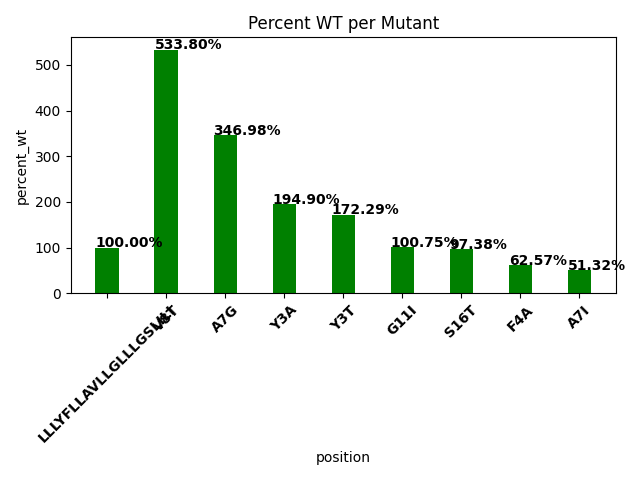 Percent WT per Mutant
percent_wt
500
400
300
200
100
0
100.00%
533.80%
346.98%
194.90%
172.29%
100.75%
97.38%
62.57%
51.32%
V8T
A7G
Y3A
Y3T
G11I
S16T
F4A
A7I
position